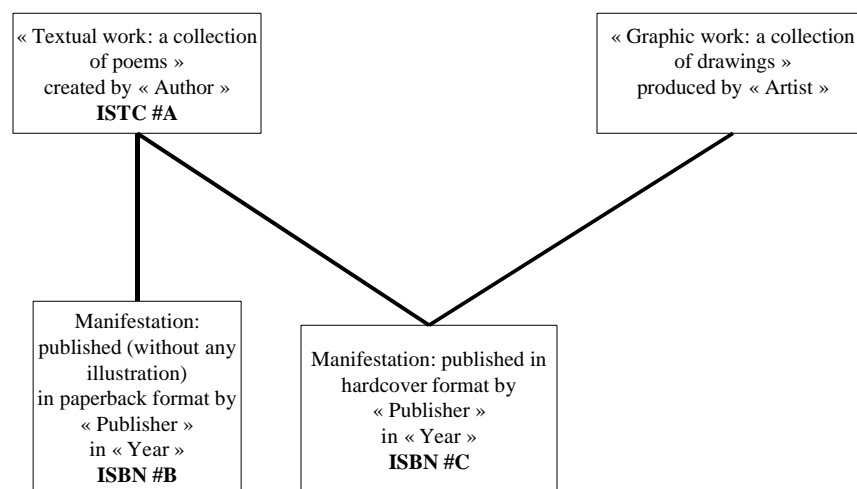 « Textual work: a collection
of poems »
created by « Author »
ISTC #A
« Graphic work: a collection
of drawings »
produced by « Artist »
Manifestation:
published (without any
illustration)
in paperback format by
« Publisher »
in « Year »
ISBN #B
Manifestation: published in
hardcover format by
« Publisher »
in « Year »
ISBN #C